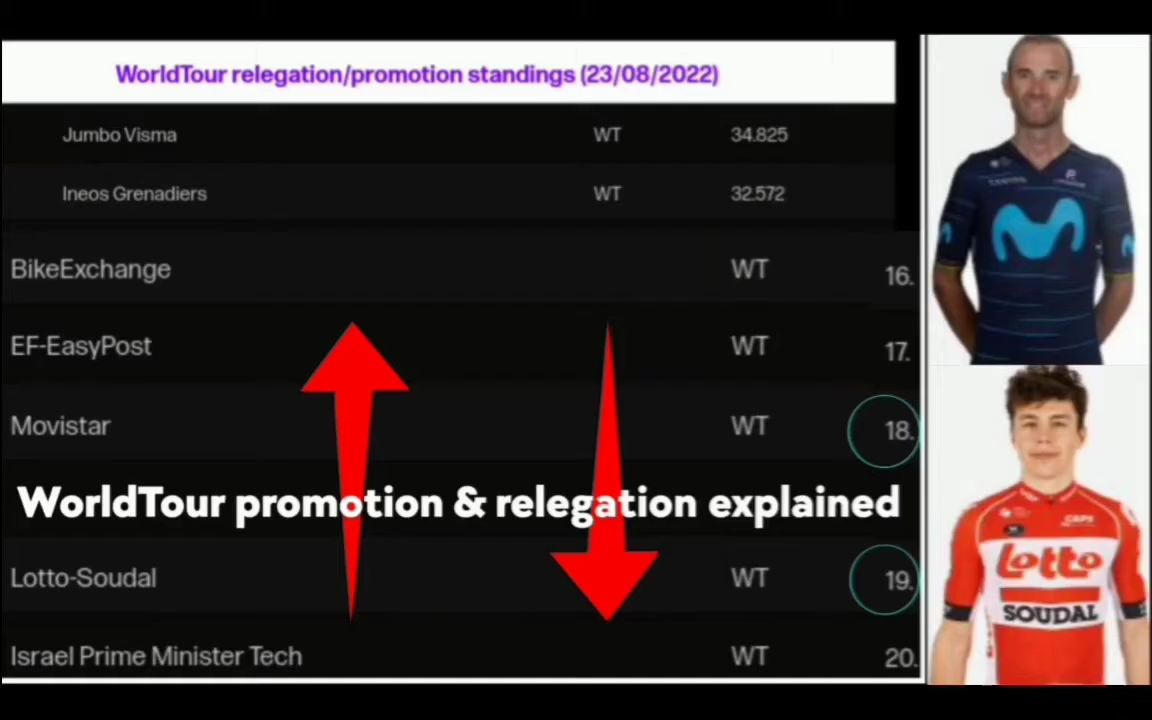 WorldTour relegation/promotion standings (23/08/2022)
Jumbo Visma WT 34.825
Ineos Grenadiers WT 32.572
BikeExchange WT 16.
EF-EasyPost WT 17.
Movistar WT 18.
WorldTour promotion & relegation explained
Lotto-Soudal WT 19.
Israel Prime Minister Tech WT 20.
CAPS
Lotto
SOUDAL